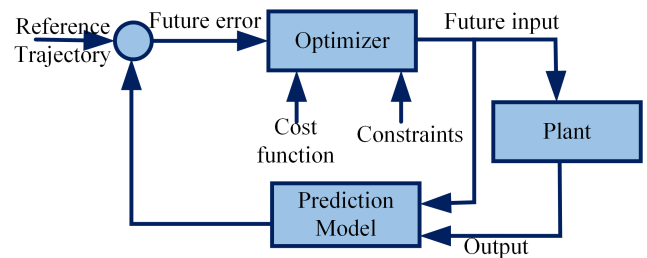 Reference
Trajectory
Future error
Optimizer
Future input
Cost
function
Constraints
Plant
Prediction
Model
Output